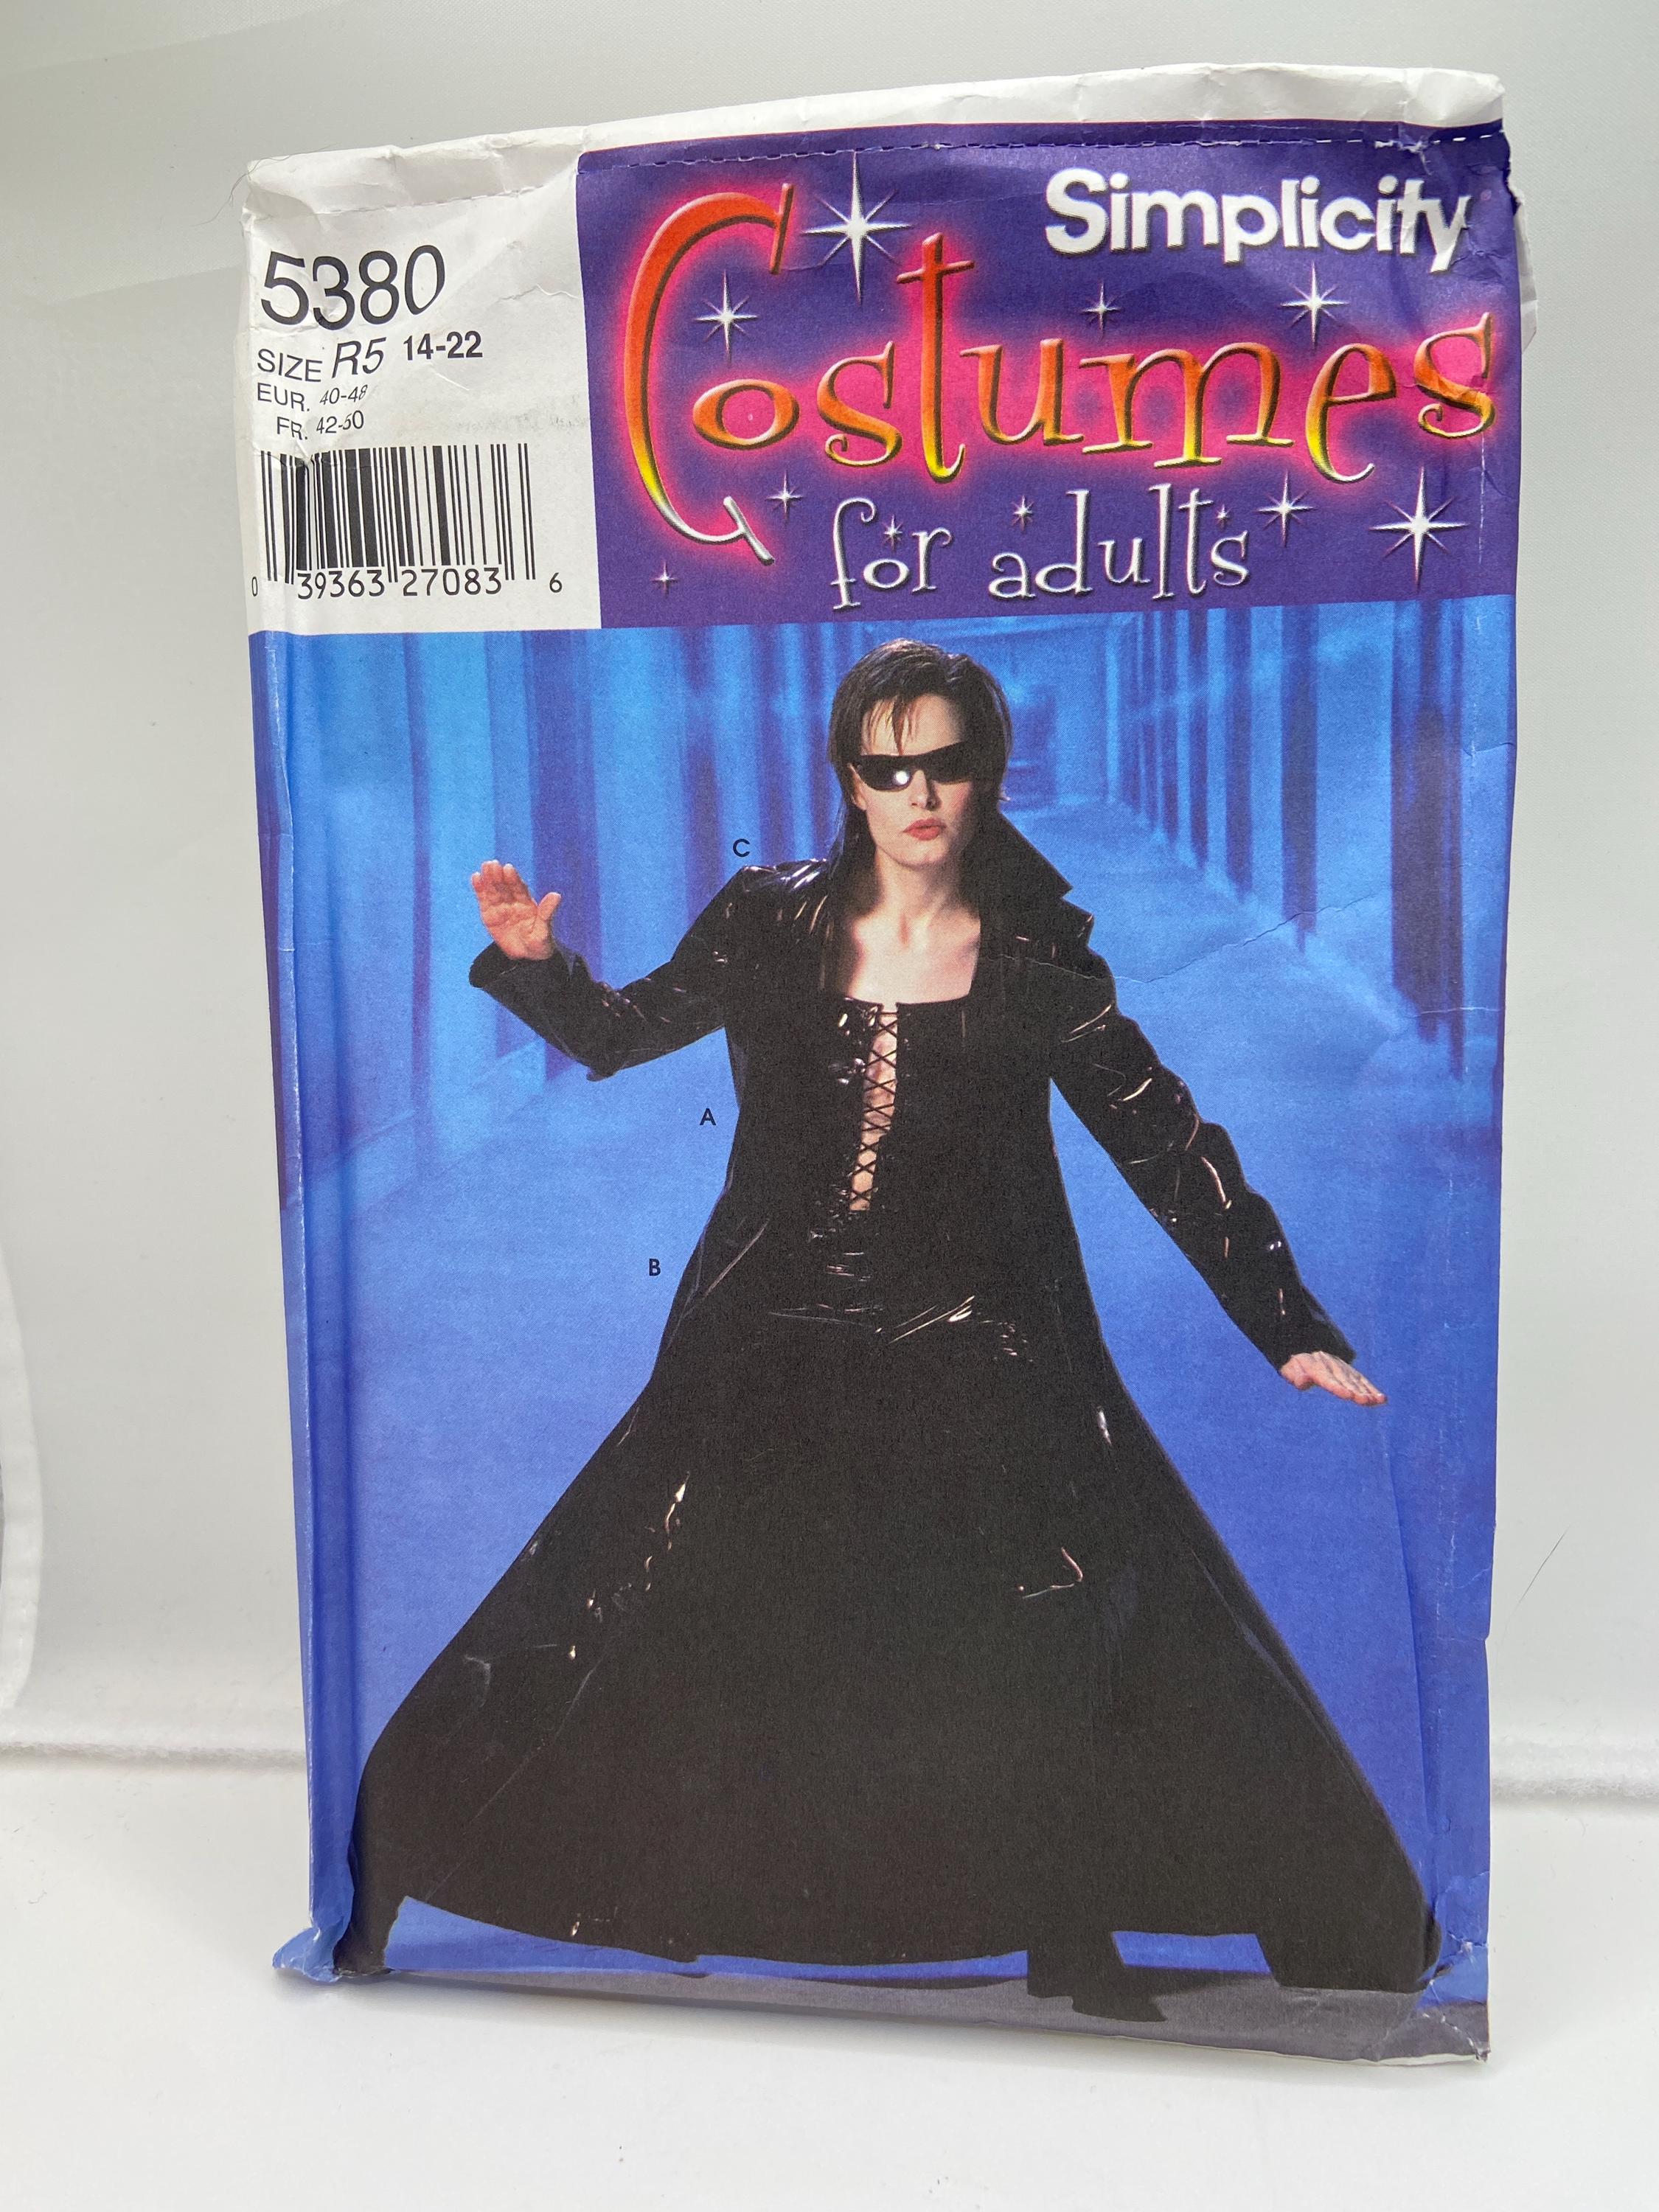 5380
SIZE R5 14-22
EUR. 40-48
FR. 42-50
0 39363 27083 6
Simplicity
Costumes
for adults
C
A
B